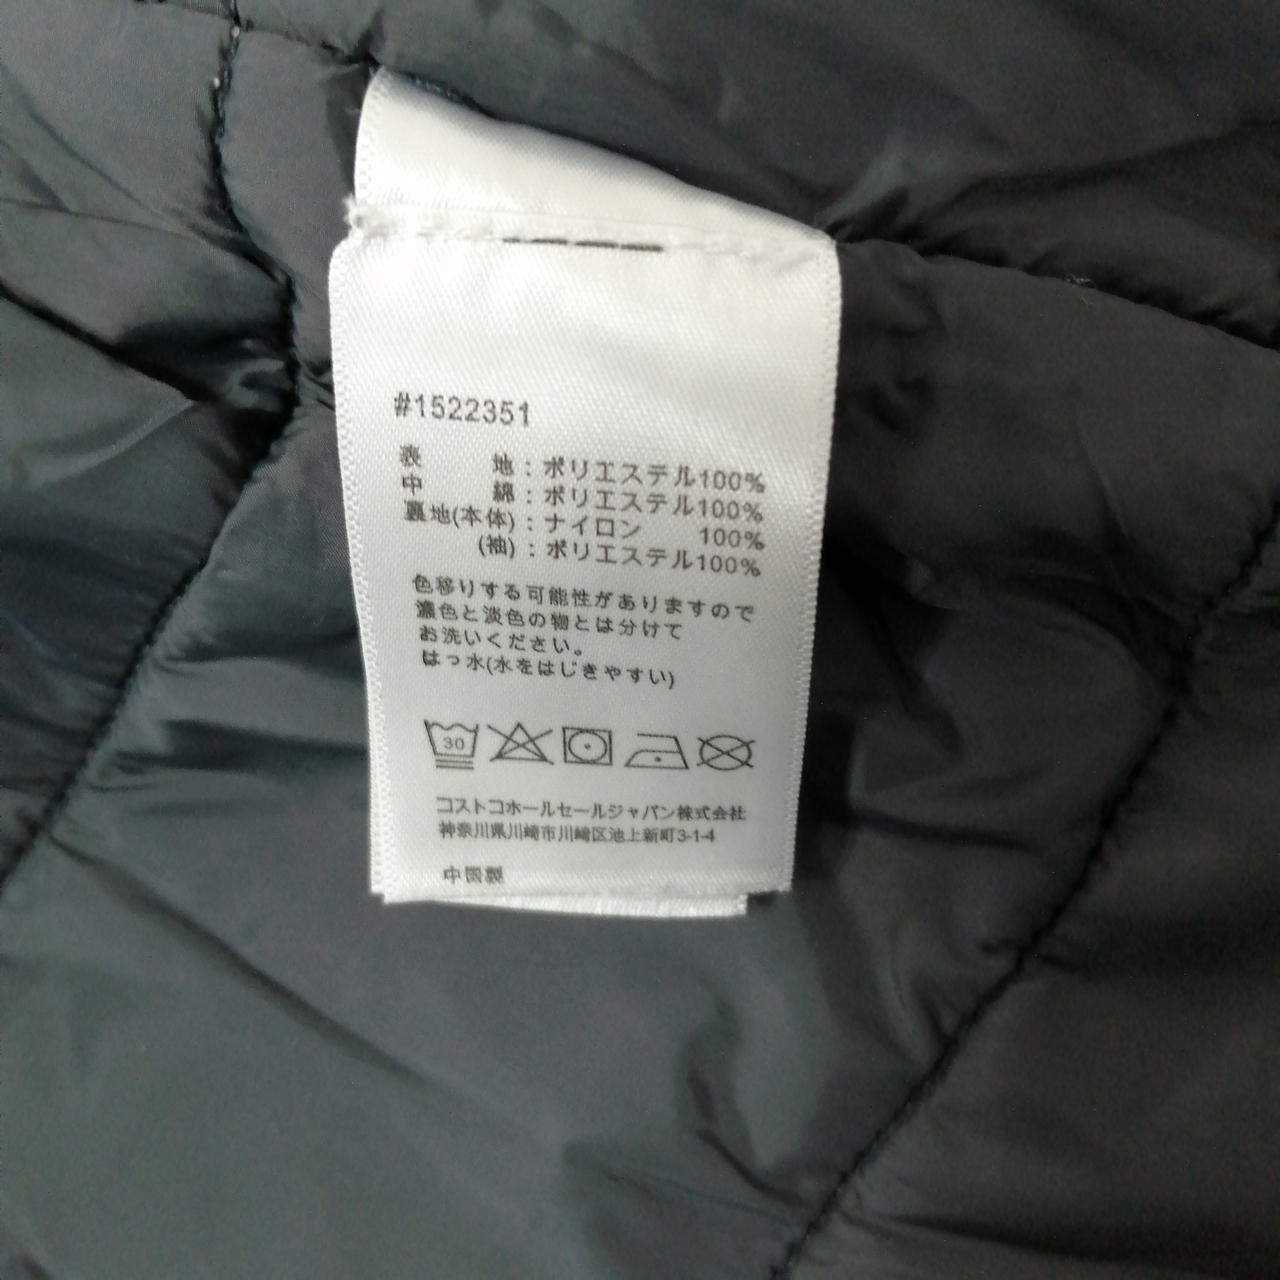 #1522351
表 地 : ポリエステル100%
中 綿 : ポリエステル100%
裏地(本体) : ナイロン 100%
(袖) : ポリエステル100%
色移りする可能性がありますので
濃色と淡色の物とは分けて
お洗いください。
はっ水(水をはじきやすい)
30
コストコホールセールジャパン株式会社
神奈川県川崎市川崎区池上新町3-1-4
中国製